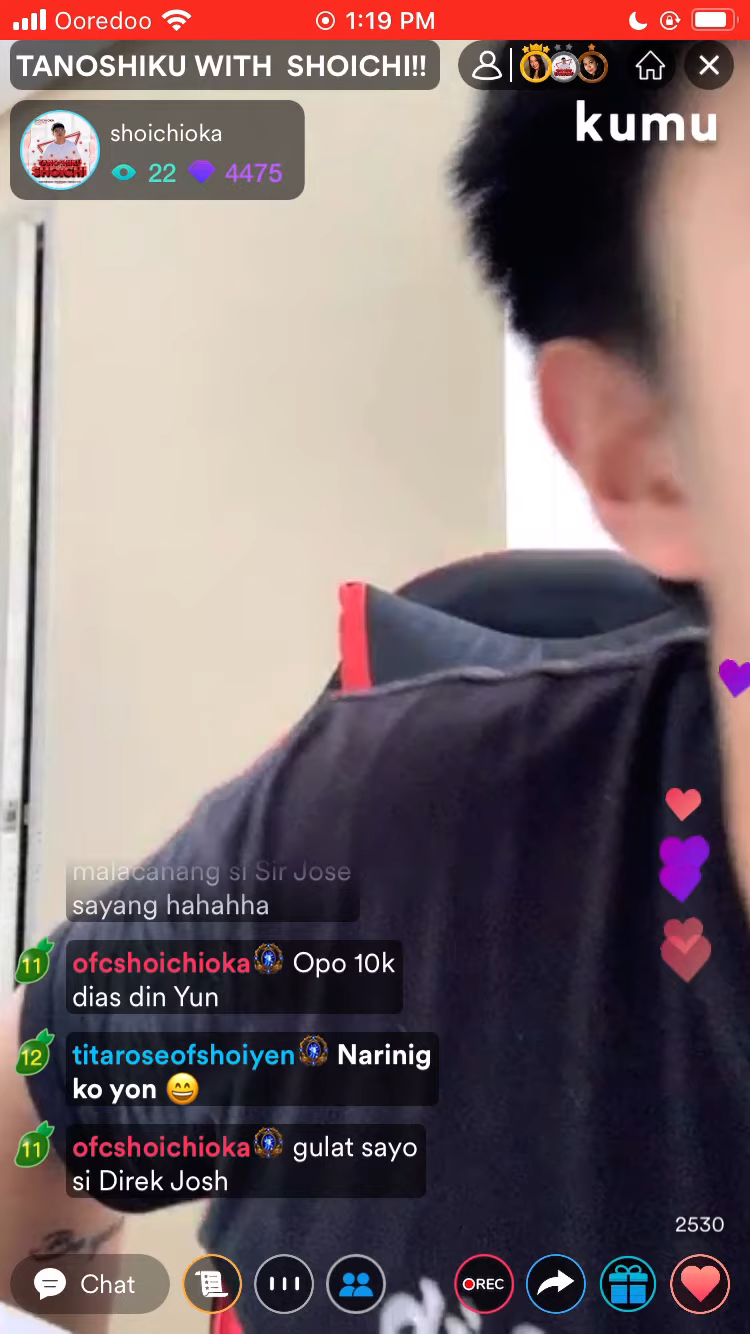 Ooredoo 1:19 PM
TANOSHIKU WITH SHOICHI!!
kumu
shoichioka
22 4475
TANOSHIKU
SHOICHI
malacanang si Sir Jose
sayang hahahha
11 ofcshoichioka Opo 10k
dias din Yun
12 titaroseofshoiyen Narinig
ko yon 😄
11 ofcshoichioka gulat sayo
si Direk Josh
2530
Chat REC